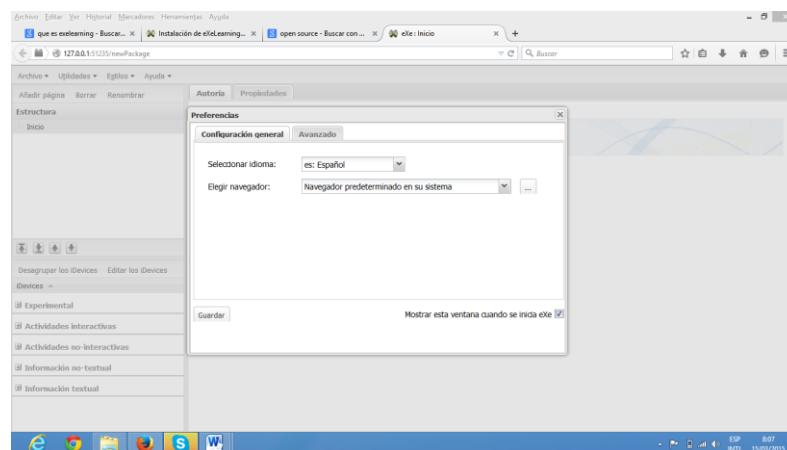 Archivo Editar Ver Historial Marcadores Herramientas Ayuda
que es exelearning - Buscar... × Instalación de eXeLearning... × open source - Buscar con ... × eXe : Inicio × +
127.0.0.1:51235/newPackage Buscar
Archivo Utilidades Estilos Ayuda
Añadir página Borrar Renombrar Autoría Propiedades
Estructura
Inicio
Preferencias
Configuración general Avanzado
Seleccionar idioma: es: Español
Elegir navegador: Navegador predeterminado en su sistema ...
Guardar Mostrar esta ventana cuando se inicia eXe
Desagrupar los iDevices Editar los iDevices
iDevices
Experimental
Actividades interactivas
Actividades no-interactivas
Información no-textual
Información textual
ESP 8:07
INTL 15/01/2015